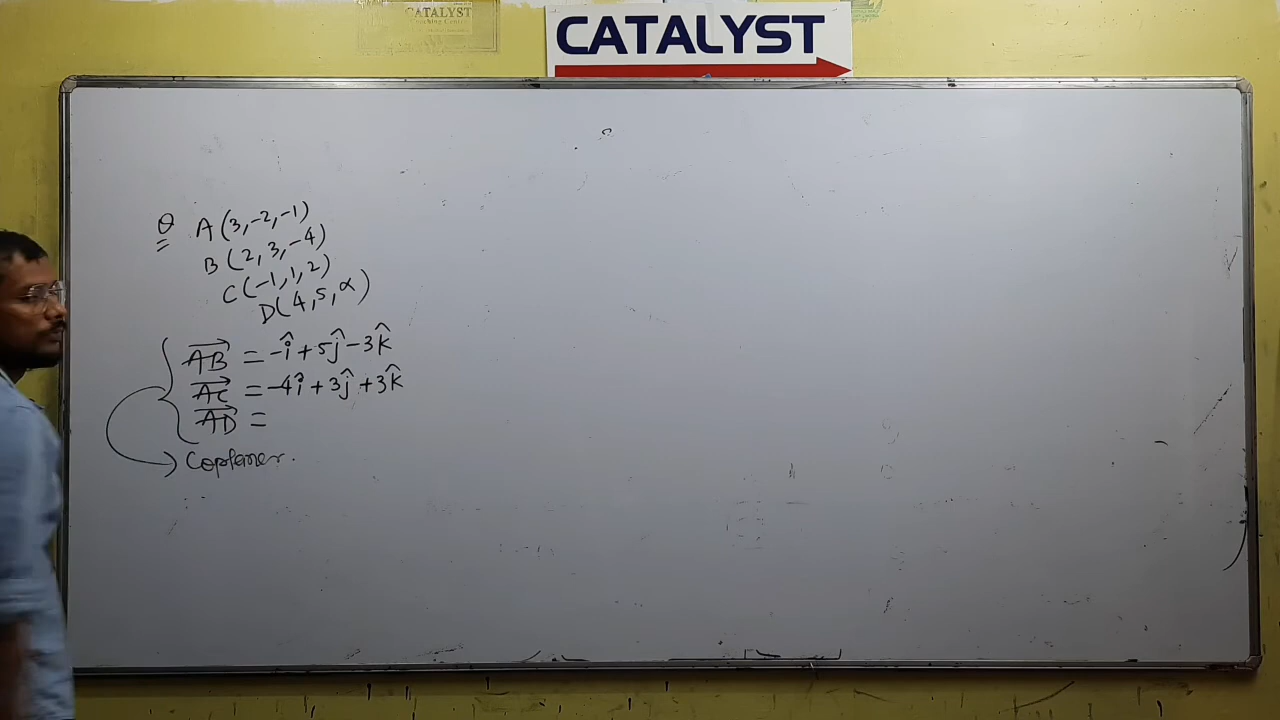 CATALYST
CATALYST
Q A(3,-2,-1)
B(2,3,-4)
C(-1,1,2)
D(4,5,α)
AB⃗ = -î+5ĵ-3k̂
AC⃗ = -4î+3ĵ+3k̂
AD⃗ =
Coplanar.